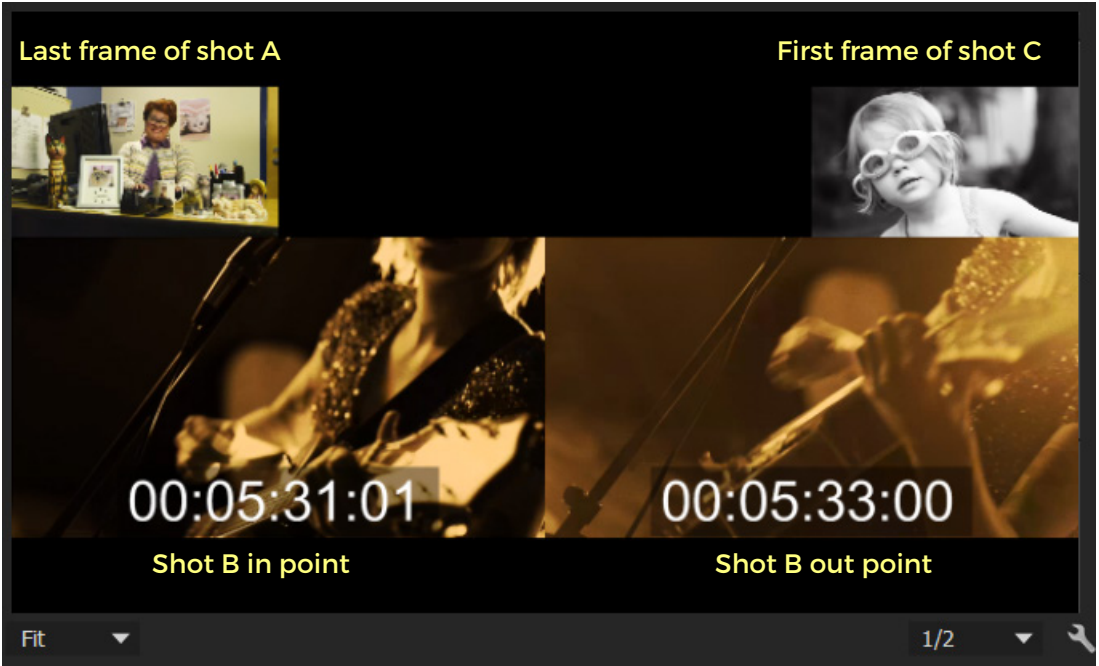 Last frame of shot A
First frame of shot C
00:05:31:01
00:05:33:00
Shot B in point
Shot B out point
Fit
1/2